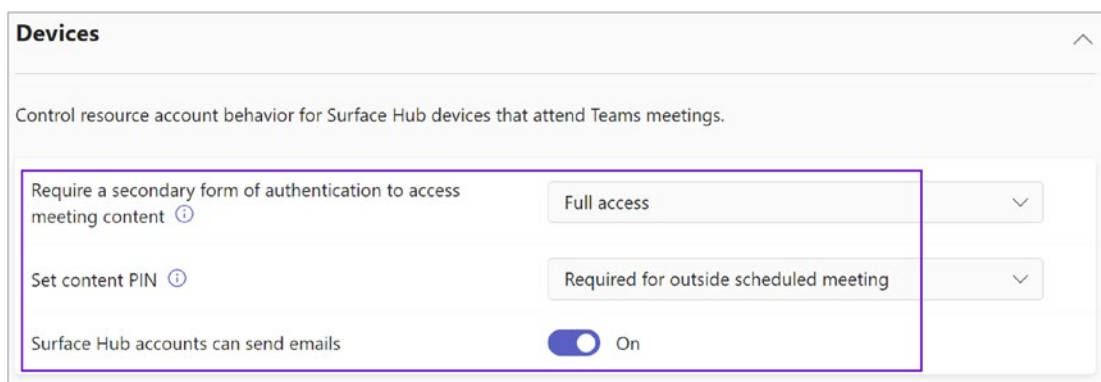 Devices
Control resource account behavior for Surface Hub devices that attend Teams meetings.
Require a secondary form of authentication to access
meeting content
Full access
Set content PIN
Required for outside scheduled meeting
Surface Hub accounts can send emails
On